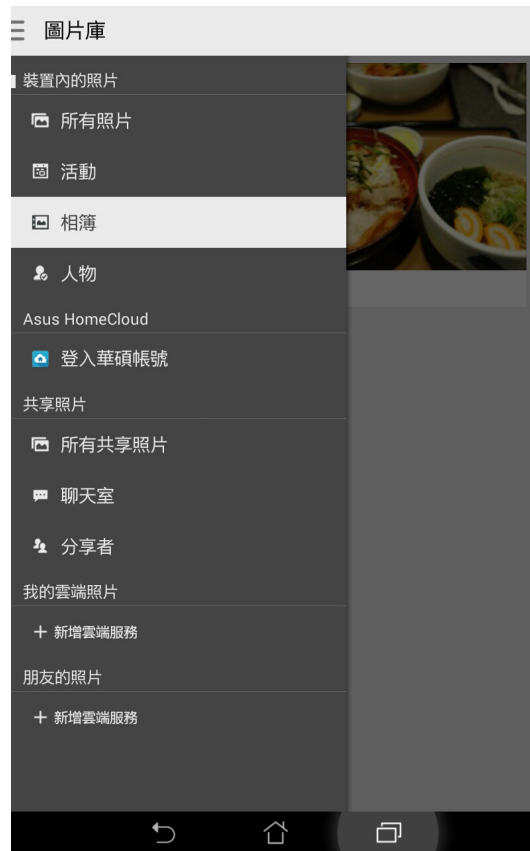 圖片庫
裝置內的照片
所有照片
活動
相簿
人物
Asus HomeCloud
登入華碩帳號
共享照片
所有共享照片
聊天室
分享者
我的雲端照片
+ 新增雲端服務
朋友的照片
+ 新增雲端服務